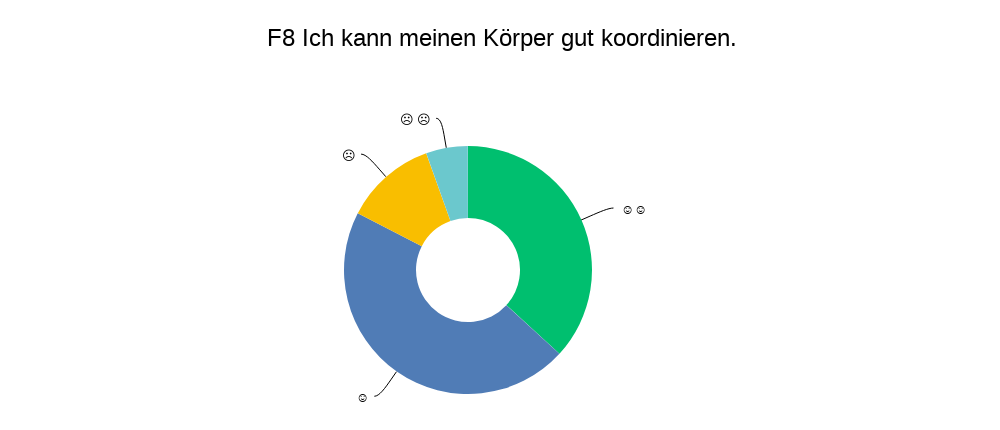 F8 Ich kann meinen Körper gut koordinieren.
☹ ☹
☹
☺☺
☺